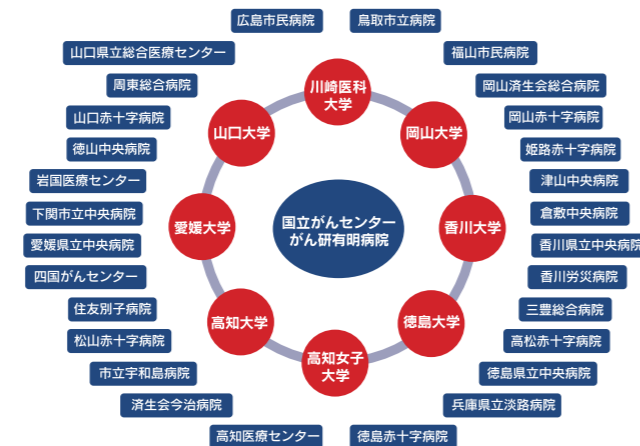 広島市民病院
鳥取市立病院
山口県立総合医療センター
福山市民病院
周東総合病院
岡山済生会総合病院
山口赤十字病院
岡山赤十字病院
徳山中央病院
姫路赤十字病院
岩国医療センター
津山中央病院
下関市立中央病院
倉敷中央病院
愛媛県立中央病院
香川県立中央病院
四国がんセンター
香川労災病院
住友別子病院
三豊総合病院
松山赤十字病院
高松赤十字病院
市立宇和島病院
徳島県立中央病院
済生会今治病院
兵庫県立淡路病院
高知医療センター
徳島赤十字病院
川崎医科
大学
山口大学
岡山大学
愛媛大学
香川大学
高知大学
徳島大学
高知女子
大学
国立がんセンター
がん研有明病院